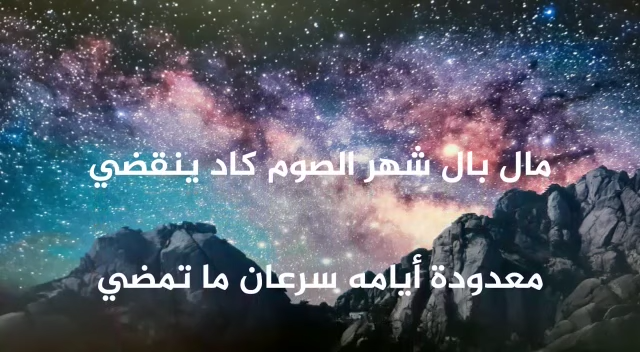 مال بال شهر الصوم كاد ينقضي
معدودة أيامه سرعان ما تمضي